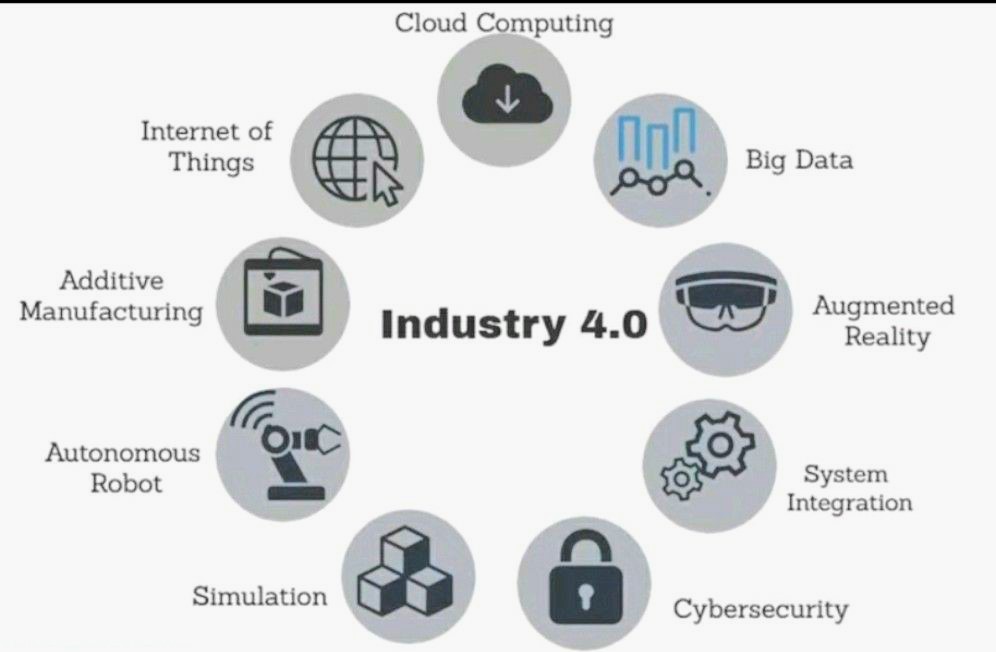 Cloud Computing
Internet of
Things
Big Data
Additive
Manufacturing
Industry 4.0
Augmented
Reality
Autonomous
Robot
System
Integration
Simulation
Cybersecurity